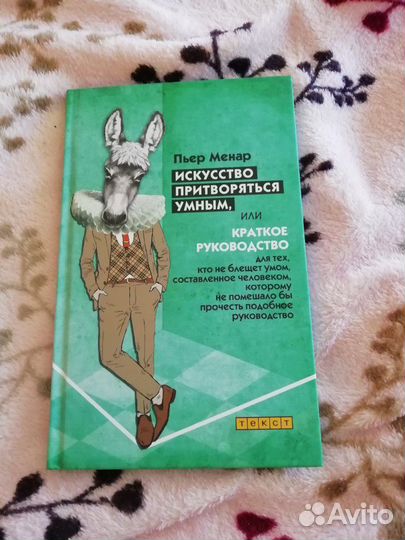 Пьер Менар
ИСКУССТВО
ПРИТВОРЯТЬСЯ
УМНЫМ,
ИЛИ
КРАТКОЕ
РУКОВОДСТВО
для тех,
кто не блещет умом,
составленное человеком,
которому
не помешало бы
прочесть подобное
руководство
текст
Avito